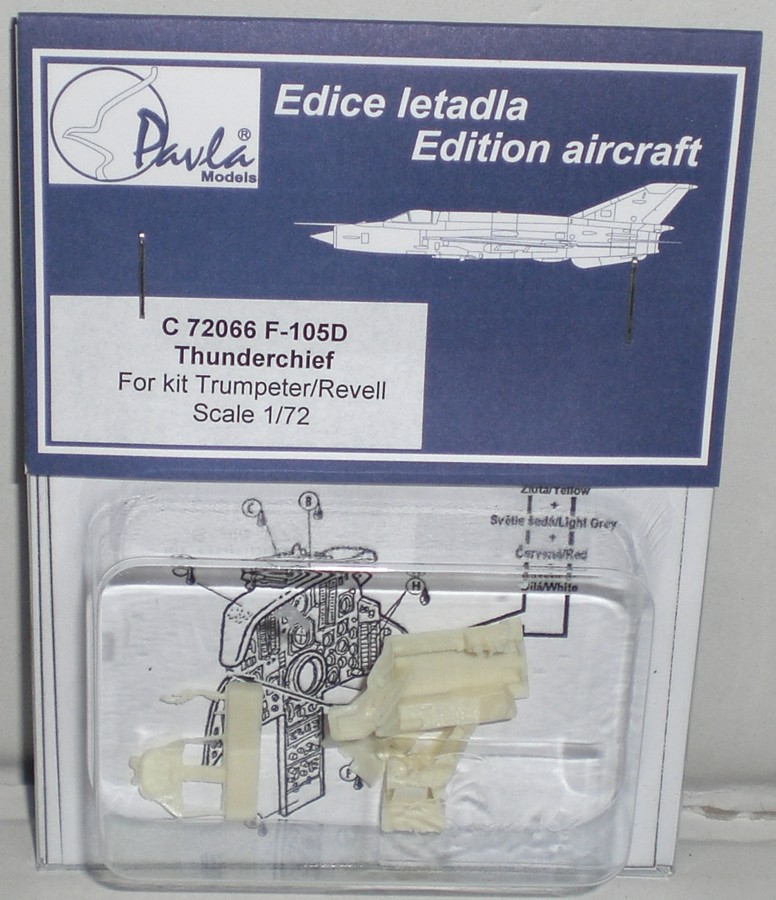 Edice letadla
Edition aircraft
Pavla®
Models
C 72066 F-105D
Thunderchief
For kit Trumpeter/Revell
Scale 1/72
Žlutá/Yellow
+
Světle šedá/Light Grey
+
Červená/Red
Bílá/White
C
B
H